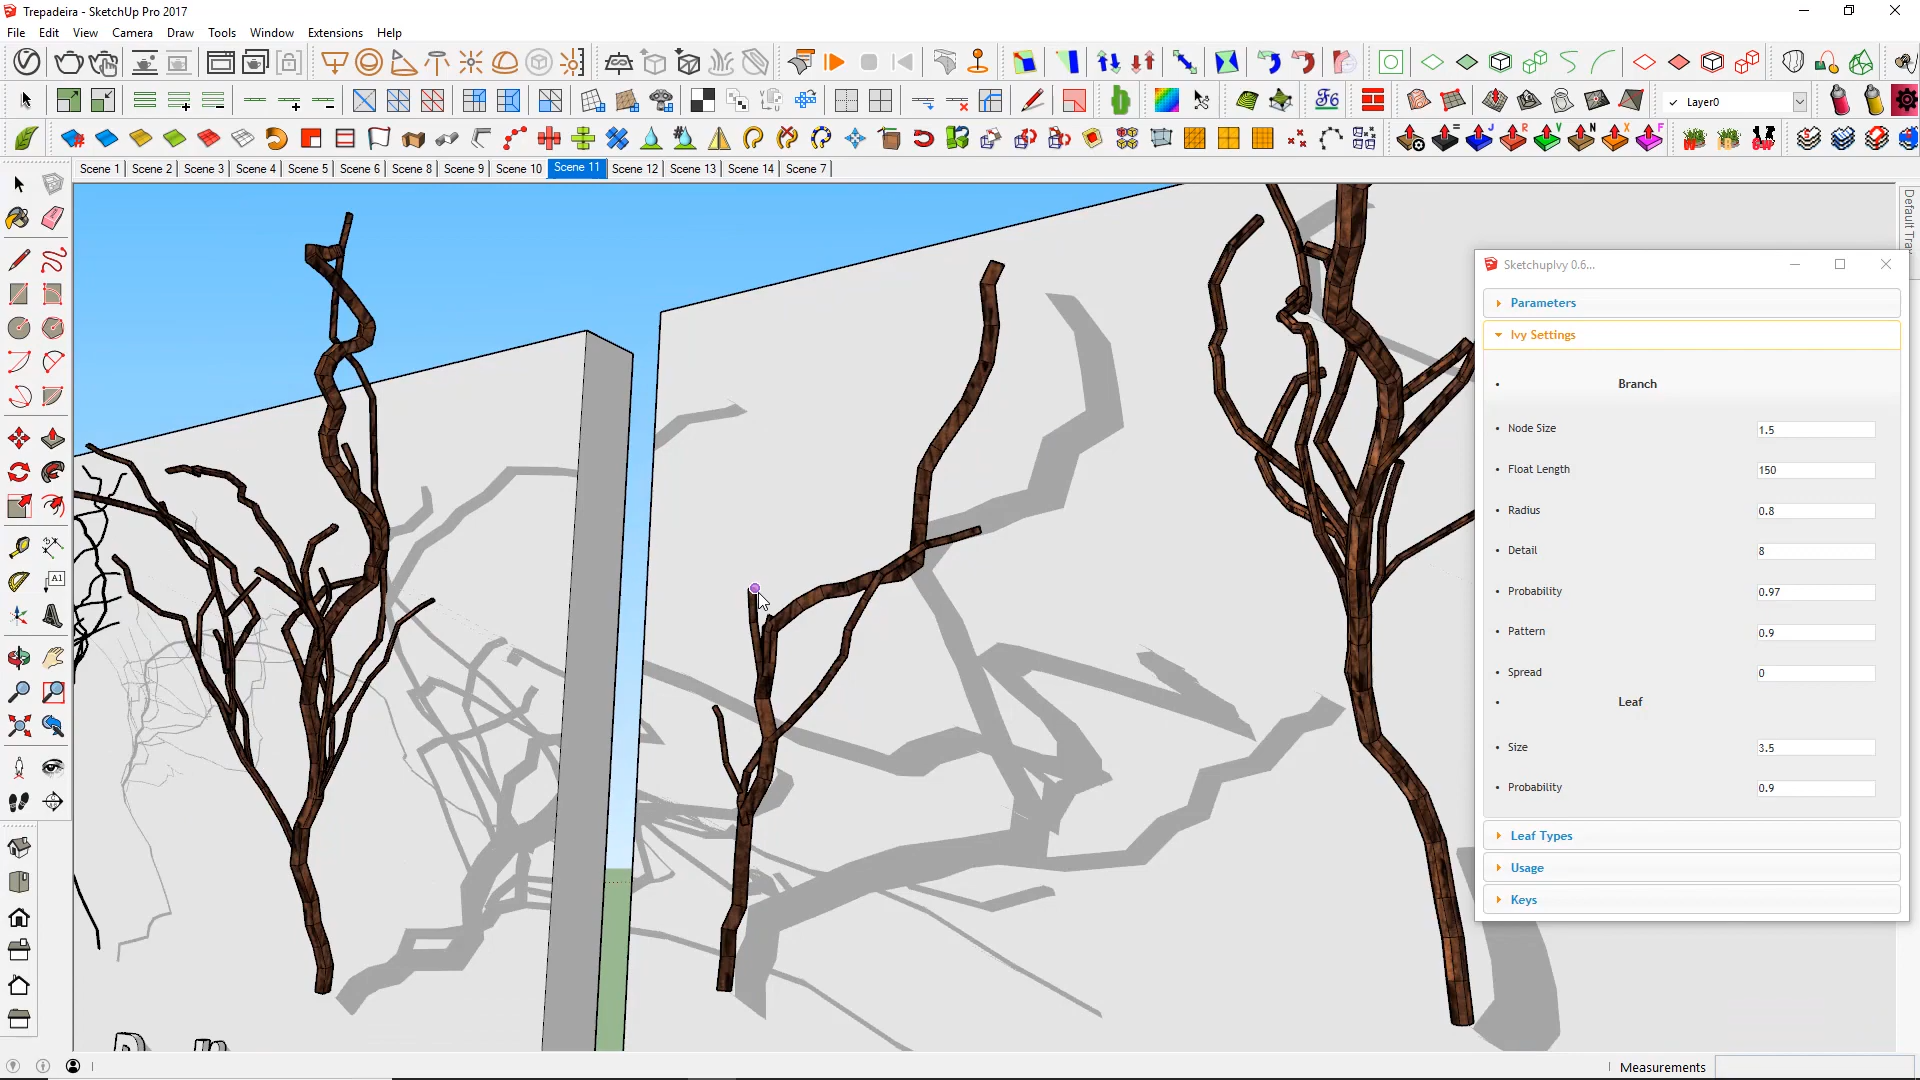 Trepadeira - SketchUp Pro 2017
File Edit View Camera Draw Tools Window Extensions Help
Layer0
Scene 1 Scene 2 Scene 3 Scene 4 Scene 5 Scene 6 Scene 8 Scene 9 Scene 10 Scene 11 Scene 12 Scene 13 Scene 14 Scene 7
SketchupIvy 0.6...
Parameters
Ivy Settings
Branch
Node Size 1.5
Float Length 150
Radius 0.8
Detail 8
Probability 0.97
Pattern 0.9
Spread 0
Leaf
Size 3.5
Probability 0.9
Leaf Types
Usage
Keys
A1
Measurements